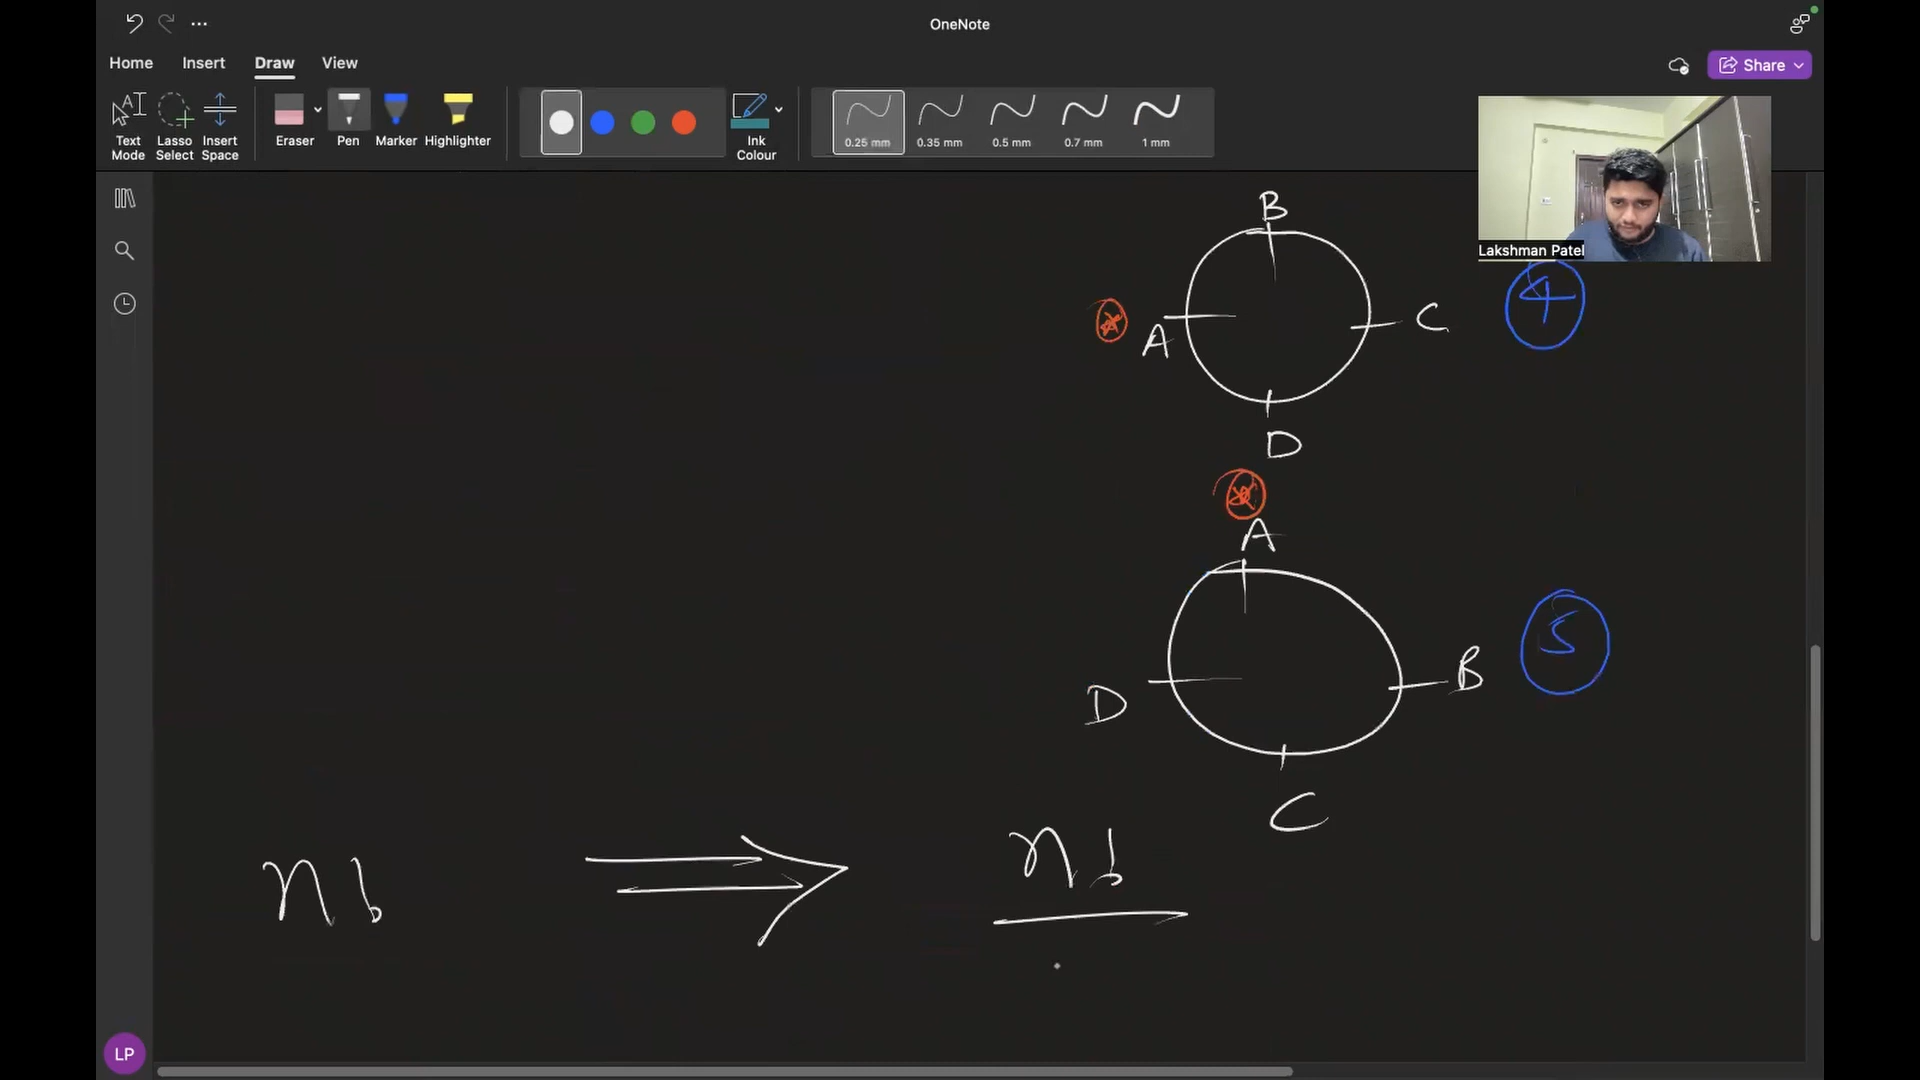 OneNote
Home Insert Draw View
Share
Text Mode
Lasso Select
Insert Space
Eraser
Pen
Marker
Highlighter
Ink Colour
0.25 mm
0.35 mm
0.5 mm
0.7 mm
1 mm
Lakshman Patel
B
A
C
4
D
A
D
B
5
C
n!
n!
LP